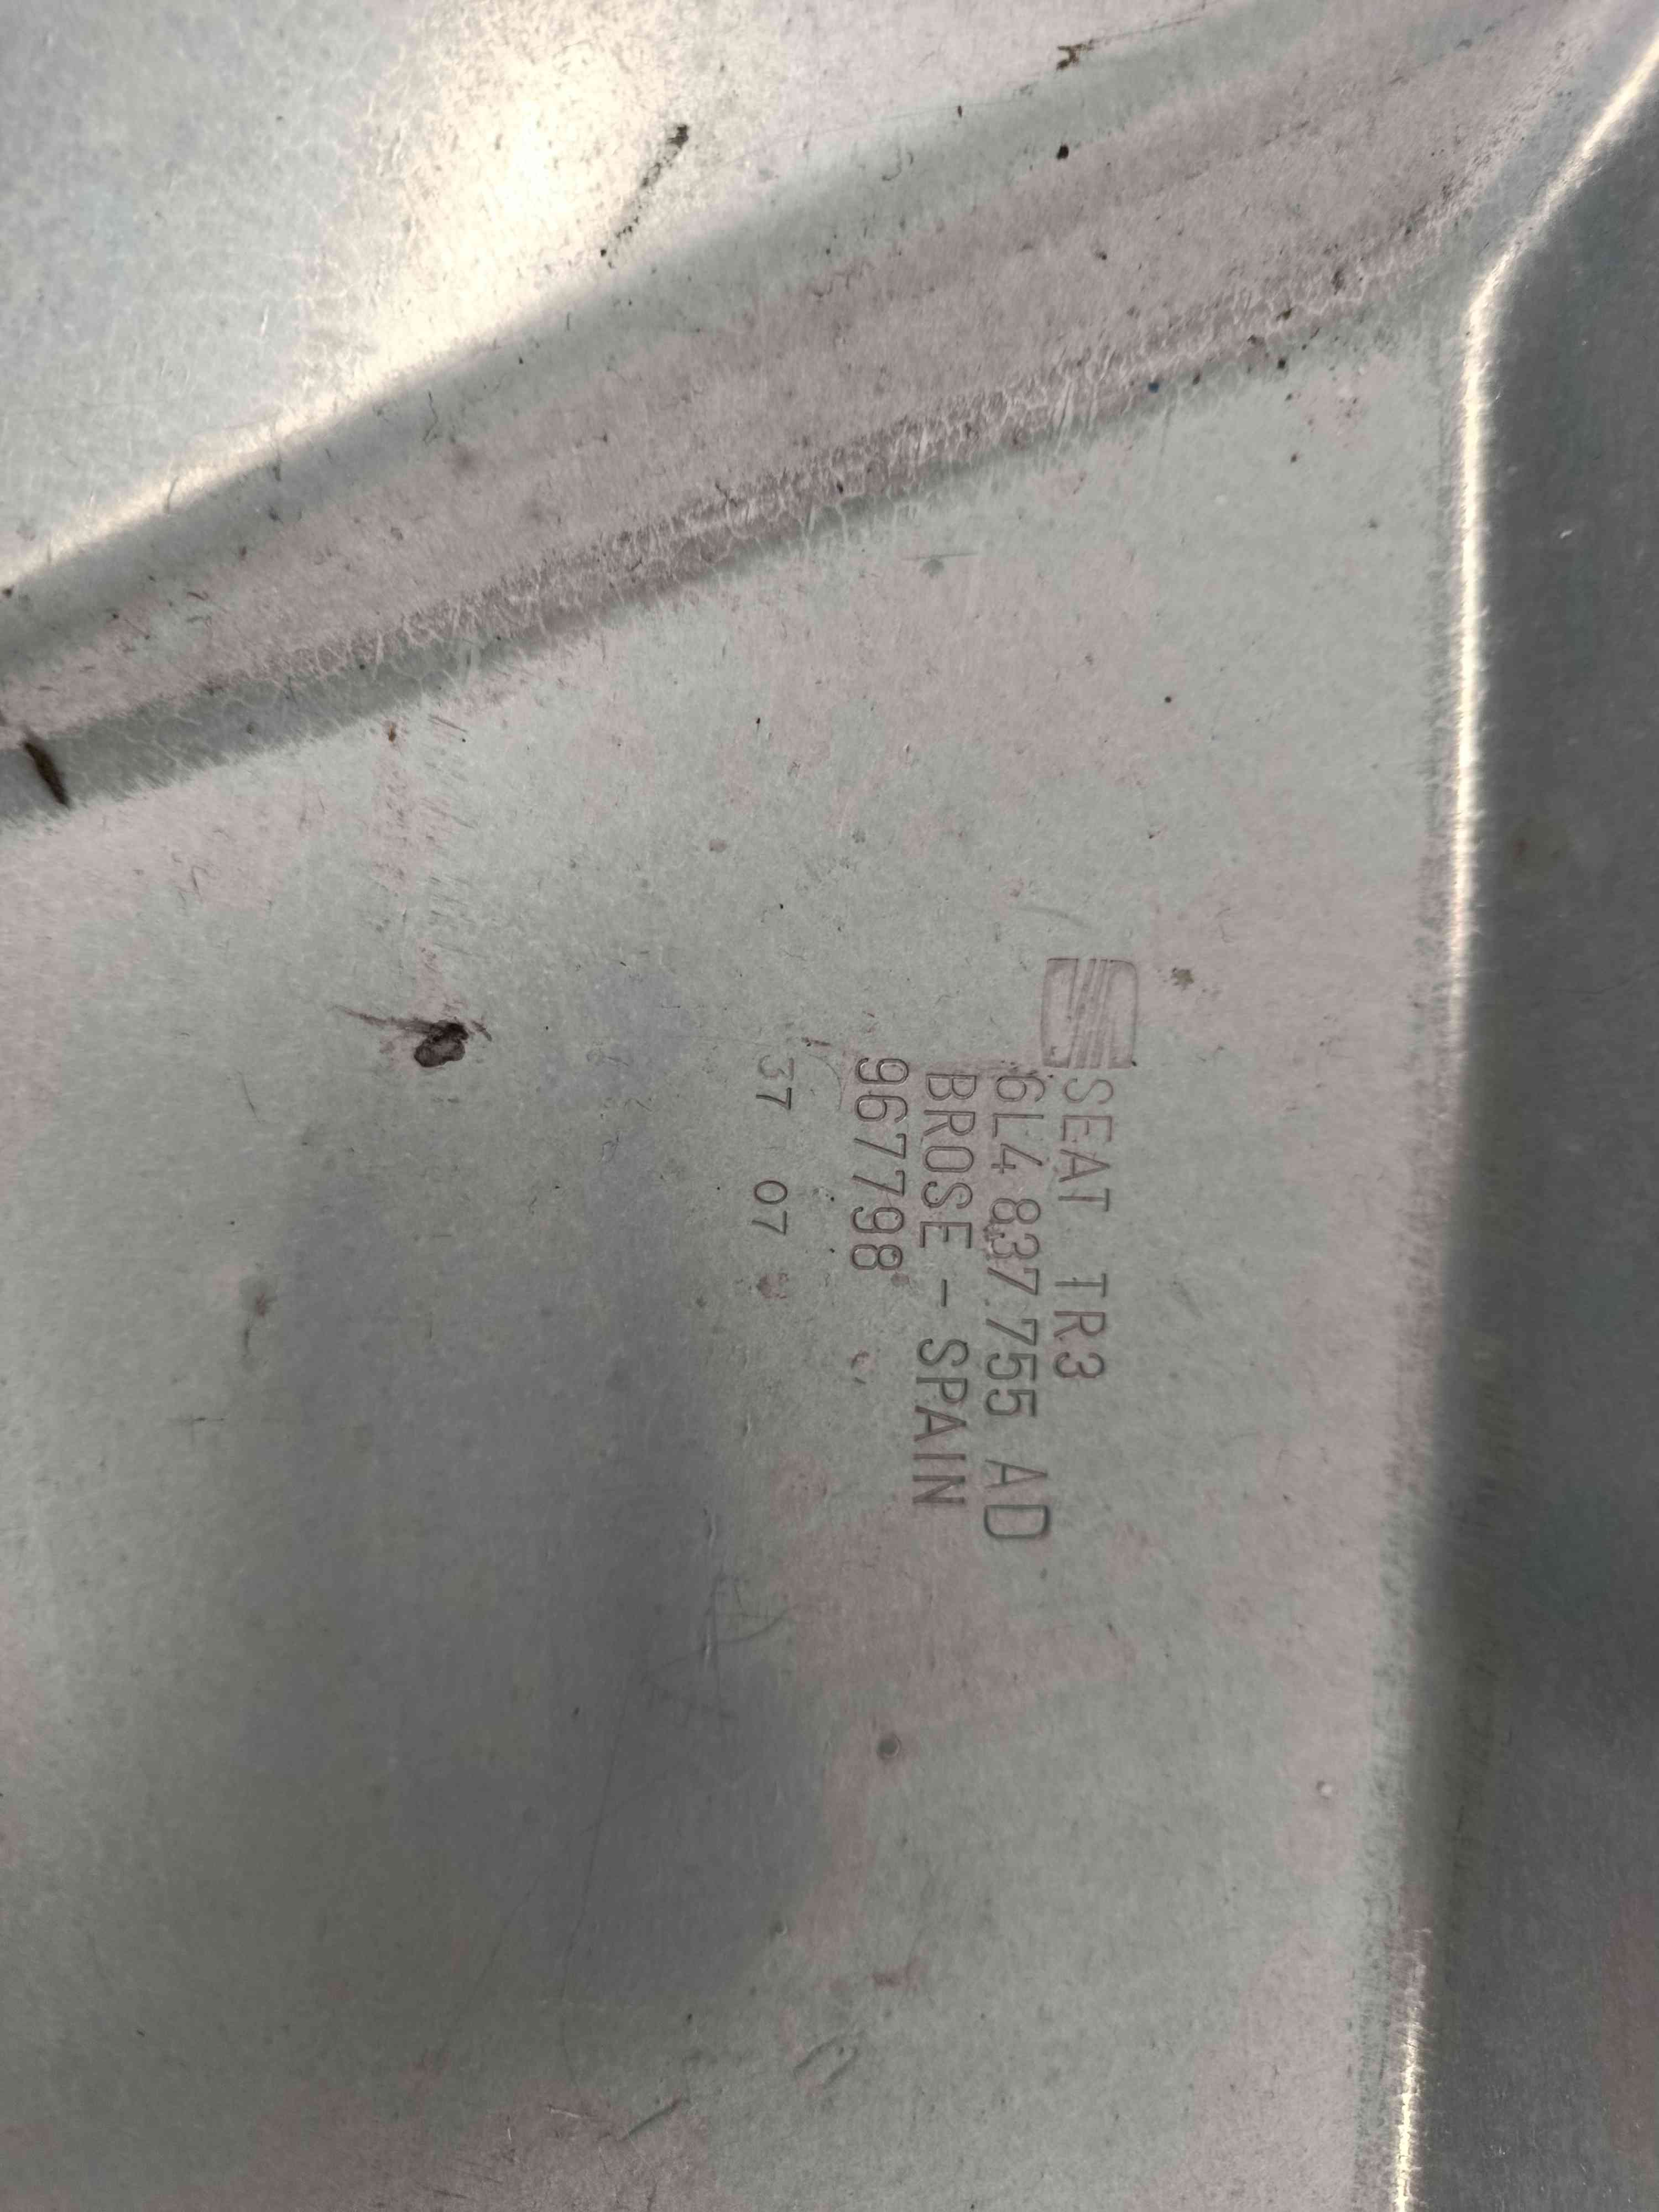 SEAT TR3
6L4 837 755 AD
BROSE - SPAIN
967798
37 07